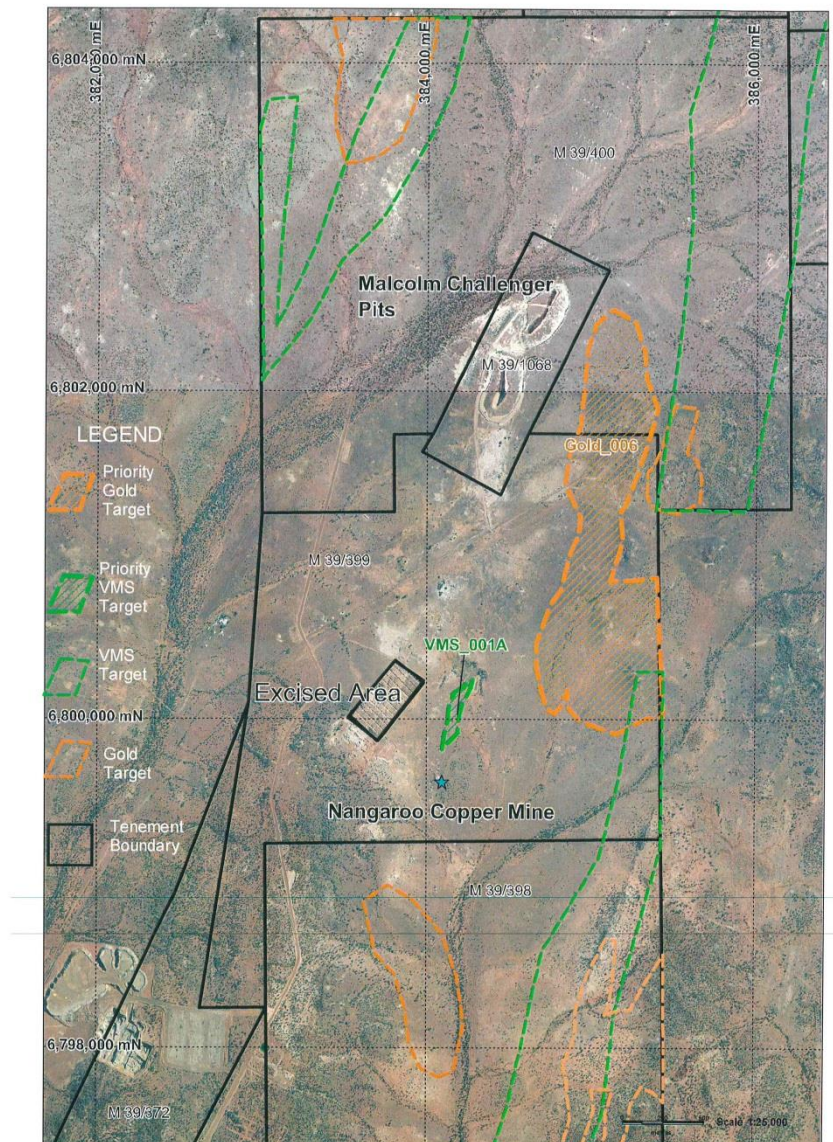 6,804,000 mN
382,000 mE
384,000 mE
386,000 mE
M 39/400
Malcolm Challenger
Pits
M 39/1068
6,802,000 mN
LEGEND
Gold_006
Priority
Gold
Target
M 39/399
Priority
VMS
Target
VMS_001A
VMS
Target
Excised Area
6,800,000 mN
Gold
Target
Nangaroo Copper Mine
Tenement
Boundary
M 39/398
6,798,000 mN
M 39/372
Scale 1:25,000